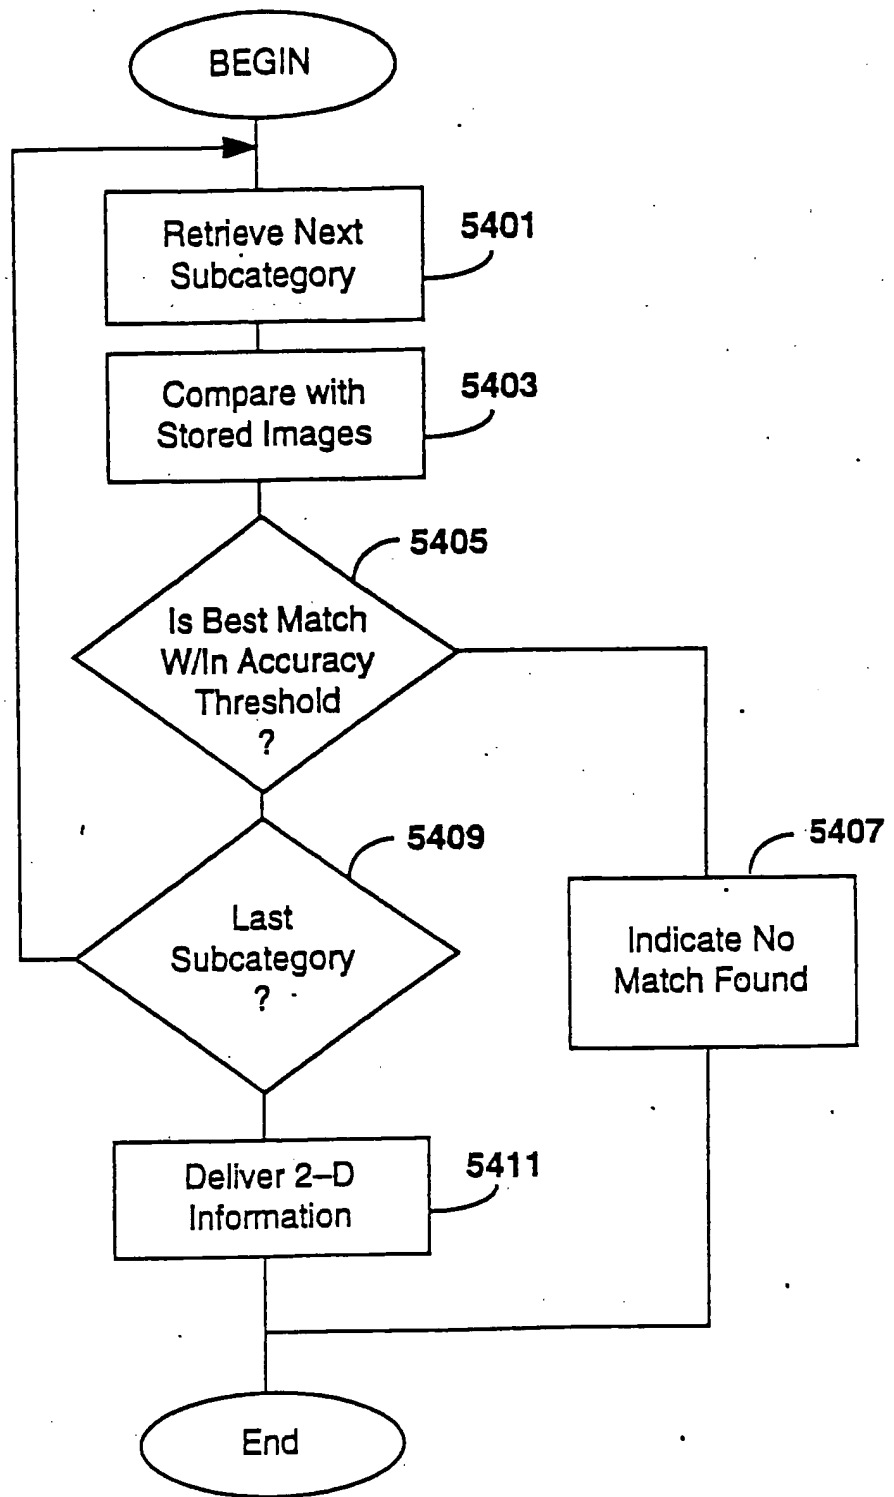 BEGIN
Retrieve Next
Subcategory
5401
Compare with
Stored Images
5403
5405
Is Best Match
W/In Accuracy
Threshold
?
5409
Last
Subcategory
?
5407
Indicate No
Match Found
Deliver 2–D
Information
5411
End